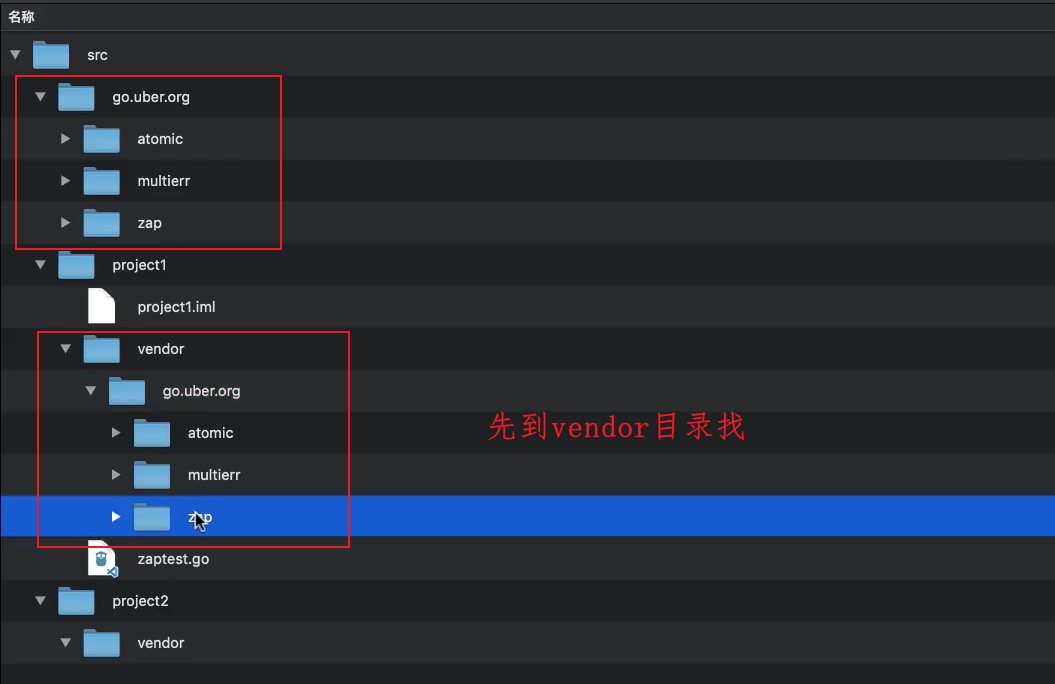 名称
src
go.uber.org
atomic
multierr
zap
project1
project1.iml
vendor
go.uber.org
atomic
先到vendor目录找
multierr
zap
zaptest.go
project2
vendor